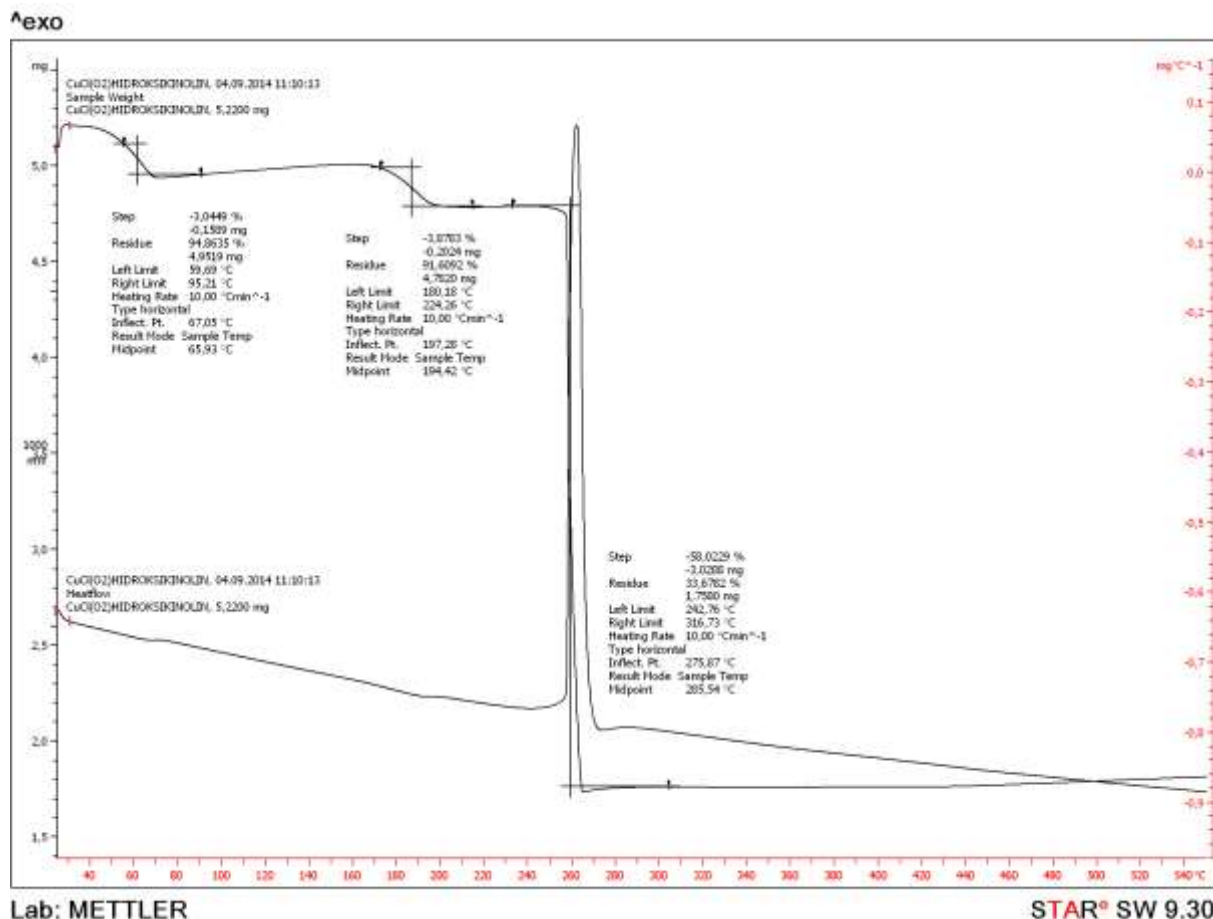 ^exo
mg
mg°C^-1
CuCl(O2)HIDROKSIKINOLIN, 04.09.2014 11:10:13
Sample Weight
CuCl(O2)HIDROKSIKINOLIN, 5,2200 mg
0,1
5,0
0,0
Step -3,0449 %
-0,1589 mg
Residue 94,8635 %
4,9519 mg
Left Limit 59,69 °C
Right Limit 95,21 °C
Heating Rate 10,00 °Cmin^-1
Type horizontal
Inflect. Pt. 67,05 °C
Result Mode Sample Temp
Midpoint 65,93 °C
Step -3,8783 %
-0,2024 mg
Residue 91,6092 %
4,7820 mg
Left Limit 180,18 °C
Right Limit 224,26 °C
Heating Rate 10,00 °Cmin^-1
Type horizontal
Inflect. Pt. 197,28 °C
Result Mode Sample Temp
Midpoint 194,42 °C
-0,1
4,5
-0,2
4,0
-0,3
1000
-0,4
3,0
-0,5
Step -58,0229 %
-3,0288 mg
Residue 33,6782 %
1,7580 mg
Left Limit 242,76 °C
Right Limit 316,73 °C
Heating Rate 10,00 °Cmin^-1
Type horizontal
Inflect. Pt. 275,87 °C
Result Mode Sample Temp
Midpoint 285,54 °C
CuCl(O2)HIDROKSIKINOLIN, 04.09.2014 11:10:13
Heatflow
CuCl(O2)HIDROKSIKINOLIN, 5,2200 mg
-0,6
2,5
-0,7
2,0
-0,8
-0,9
1,5
40 60 80 100 120 140 160 180 200 220 240 260 280 300 320 340 360 380 400 420 440 460 480 500 520 540 °C
Lab: METTLER
STARe SW 9.30